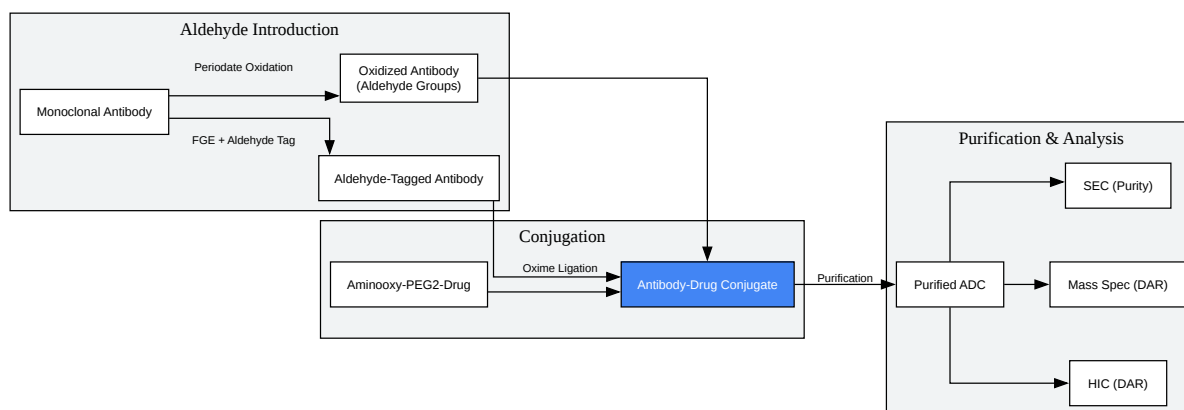 Aldehyde Introduction
Periodate Oxidation
Oxidized Antibody
(Aldehyde Groups)
Monoclonal Antibody
FGE + Aldehyde Tag
Aldehyde-Tagged Antibody
Conjugation
Oxime Ligation
Aminooxy-PEG2-Drug
Antibody-Drug Conjugate
Purification
Purification & Analysis
SEC (Purity)
Purified ADC
Mass Spec (DAR)
HIC (DAR)